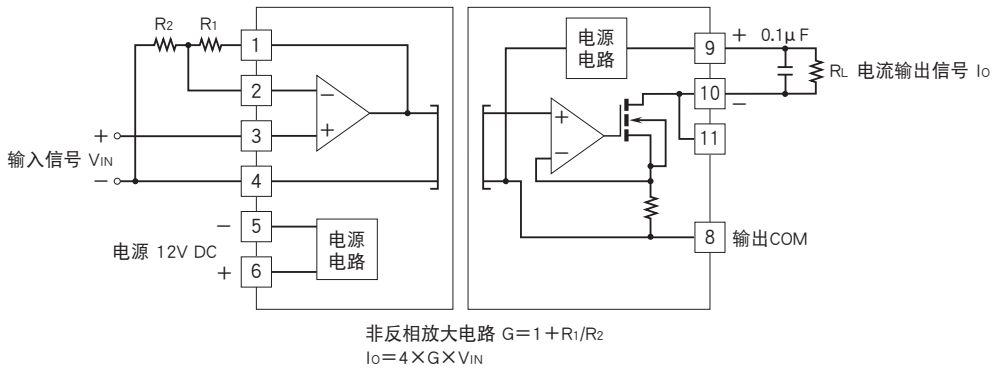 R2 R1
1
2
3
4
5
6
− +
+
−
输入信号 VIN
−
电源 12V DC
+
电源
电路
电源
电路
+ −
9
10
11
8
+ 0.1μF
−
RL 电流输出信号 Io
输出COM
非反相放大电路 G=1+R1/R2
Io=4×G×VIN